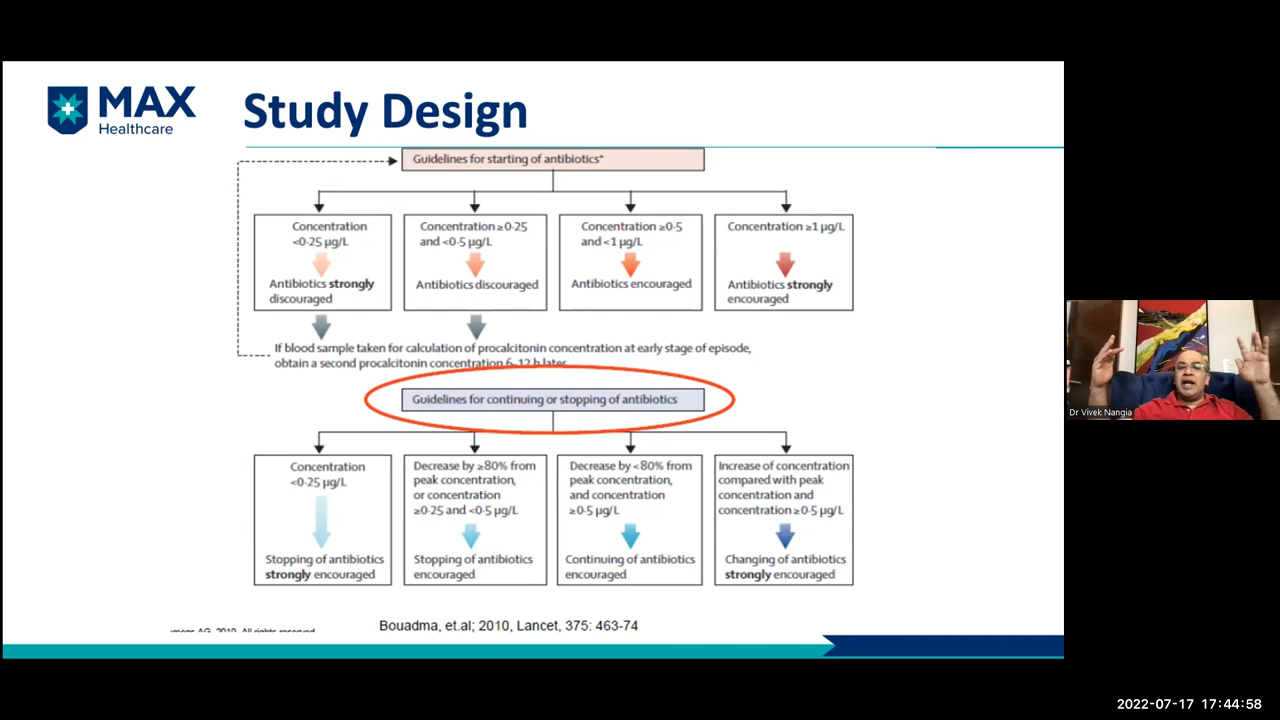 MAX
Healthcare
Study Design
Guidelines for starting of antibiotics*
Concentration
<0·25 µg/L
Antibiotics strongly
discouraged
Concentration ≥0·25
and <0·5 µg/L
Antibiotics discouraged
Concentration ≥0·5
and <1 µg/L
Antibiotics encouraged
Concentration ≥1 µg/L
Antibiotics strongly
encouraged
If blood sample taken for calculation of procalcitonin concentration at early stage of episode,
obtain a second procalcitonin concentration 6–12 h later
Guidelines for continuing or stopping of antibiotics
Concentration
<0·25 µg/L
Stopping of antibiotics
strongly encouraged
Decrease by ≥80% from
peak concentration,
or concentration
≥0·25 and <0·5 µg/L
Stopping of antibiotics
encouraged
Decrease by <80% from
peak concentration,
and concentration
≥0·5 µg/L
Continuing of antibiotics
encouraged
Increase of concentration
compared with peak
concentration and
concentration ≥0·5 µg/L
Changing of antibiotics
strongly encouraged
AG, 2010. All rights reserved
Bouadma, et.al; 2010, Lancet, 375: 463-74
Dr Vivek Nangia
2022-07-17 17:44:58